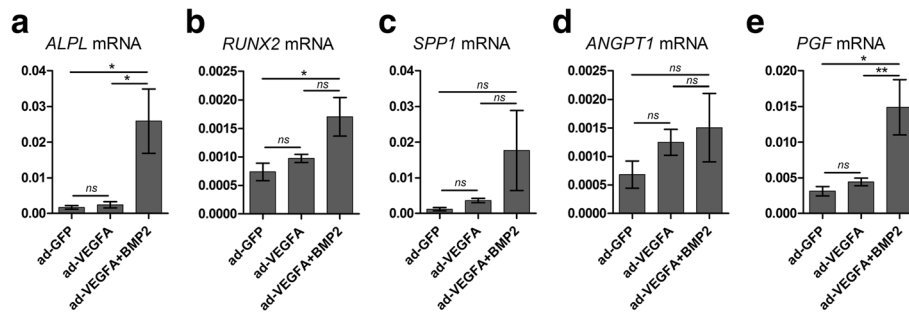 a
ALPL mRNA
*
*
ns
0.04
0.03
0.02
0.01
0.00
ad-GFP
ad-VEGFA
ad-VEGFA+BMP2
b
RUNX2 mRNA
*
ns
ns
0.0025
0.0020
0.0015
0.0010
0.0005
0.0000
ad-GFP
ad-VEGFA
ad-VEGFA+BMP2
c
SPP1 mRNA
ns
ns
ns
0.04
0.03
0.02
0.01
0.00
ad-GFP
ad-VEGFA
ad-VEGFA+BMP2
d
ANGPT1 mRNA
ns
ns
ns
0.0025
0.0020
0.0015
0.0010
0.0005
0.0000
ad-GFP
ad-VEGFA
ad-VEGFA+BMP2
e
PGF mRNA
*
**
ns
0.020
0.015
0.010
0.005
0.000
ad-GFP
ad-VEGFA
ad-VEGFA+BMP2